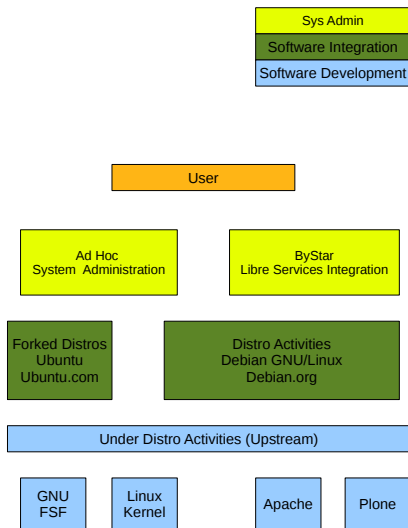 Sys Admin
Software Integration
Software Development
User
Ad Hoc
System Administration
ByStar
Libre Services Integration
Forked Distros
Ubuntu
Ubuntu.com
Distro Activities
Debian GNU/Linux
Debian.org
Under Distro Activities (Upstream)
GNU
FSF
Linux
Kernel
Apache
Plone